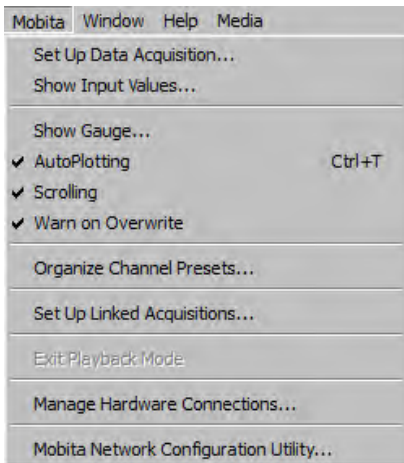 Mobita Window Help Media
Set Up Data Acquisition...
Show Input Values...
Show Gauge...
✔ AutoPlotting Ctrl+T
✔ Scrolling
✔ Warn on Overwrite
Organize Channel Presets...
Set Up Linked Acquisitions...
Exit Playback Mode
Manage Hardware Connections...
Mobita Network Configuration Utility...